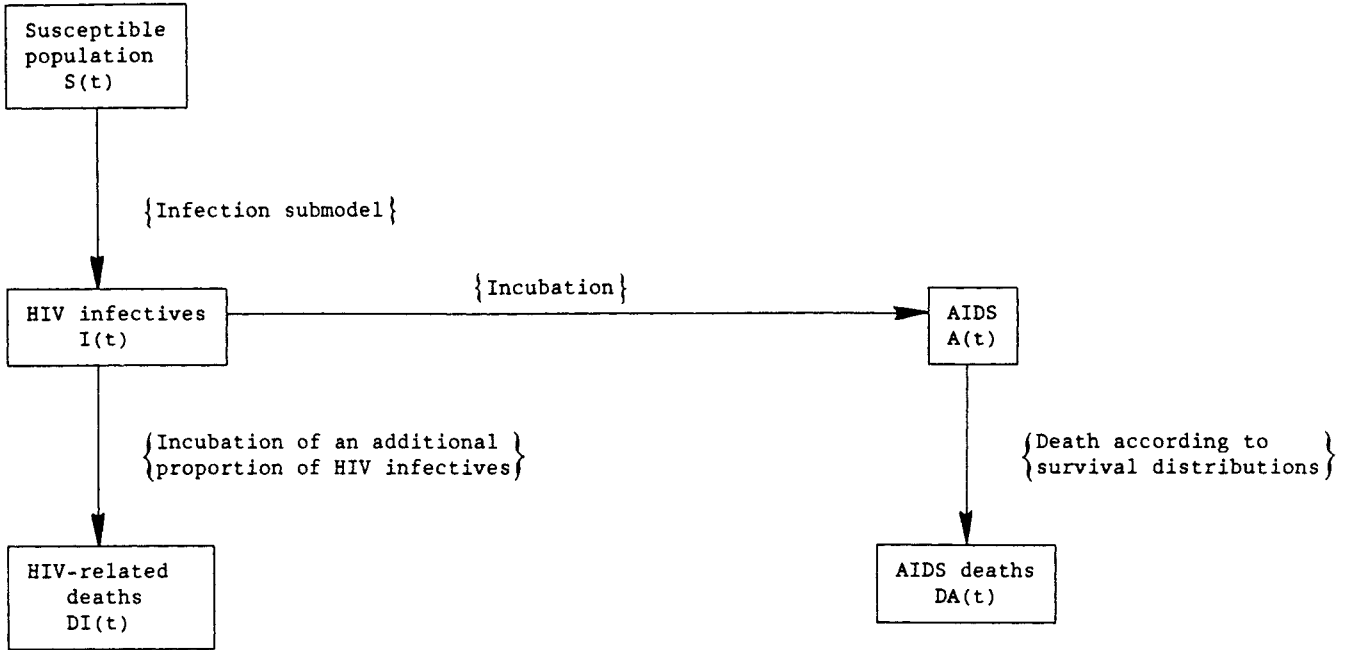 Susceptible
population
S(t)
{Infection submodel}
HIV infectives
I(t)
{Incubation}
AIDS
A(t)
{Incubation of an additional
proportion of HIV infectives}
{Death according to
survival distributions}
HIV-related
deaths
DI(t)
AIDS deaths
DA(t)